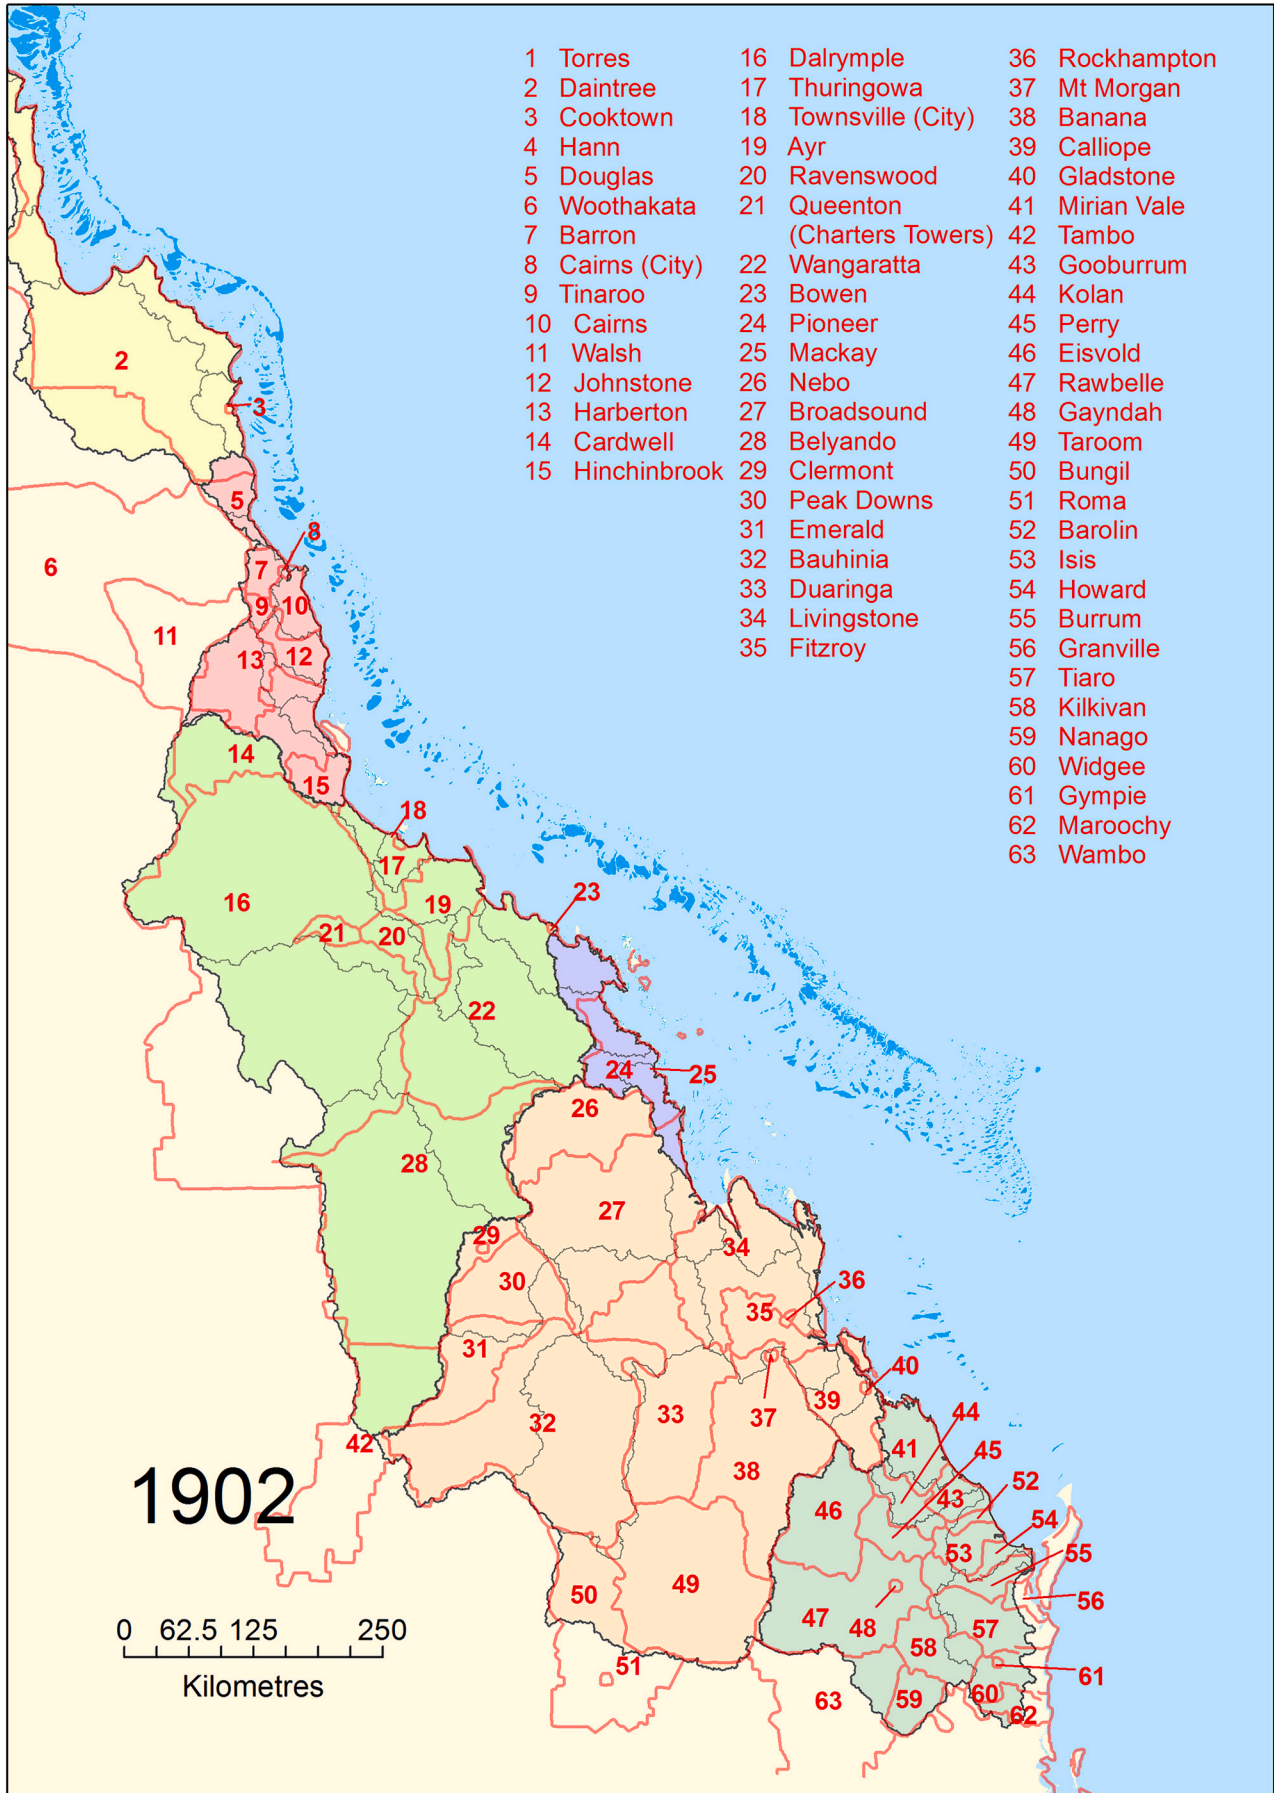 1 Torres
2 Daintree
3 Cooktown
4 Hann
5 Douglas
6 Woothakata
7 Barron
8 Cairns (City)
9 Tinaroo
10 Cairns
11 Walsh
12 Johnstone
13 Harberton
14 Cardwell
15 Hinchinbrook
16 Dalrymple
17 Thuringowa
18 Townsville (City)
19 Ayr
20 Ravenswood
21 Queenton
(Charters Towers)
22 Wangaratta
23 Bowen
24 Pioneer
25 Mackay
26 Nebo
27 Broadsound
28 Belyando
29 Clermont
30 Peak Downs
31 Emerald
32 Bauhinia
33 Duaringa
34 Livingstone
35 Fitzroy
36 Rockhampton
37 Mt Morgan
38 Banana
39 Calliope
40 Gladstone
41 Mirian Vale
42 Tambo
43 Gooburrum
44 Kolan
45 Perry
46 Eisvold
47 Rawbelle
48 Gayndah
49 Taroom
50 Bungil
51 Roma
52 Barolin
53 Isis
54 Howard
55 Burrum
56 Granville
57 Tiaro
58 Kilkivan
59 Nanago
60 Widgee
61 Gympie
62 Maroochy
63 Wambo
2
3
5
8
6
7
9
10
11
12
13
14
15
18
17
16
19
23
21
20
22
24
25
26
28
27
29
34
30
36
35
31
40
39
33
37
32
44
42
41
45
38
52
43
46
54
53
55
49
50
56
47
48
57
58
51
61
60
59
63
62
1902
0 62.5 125 250
Kilometres